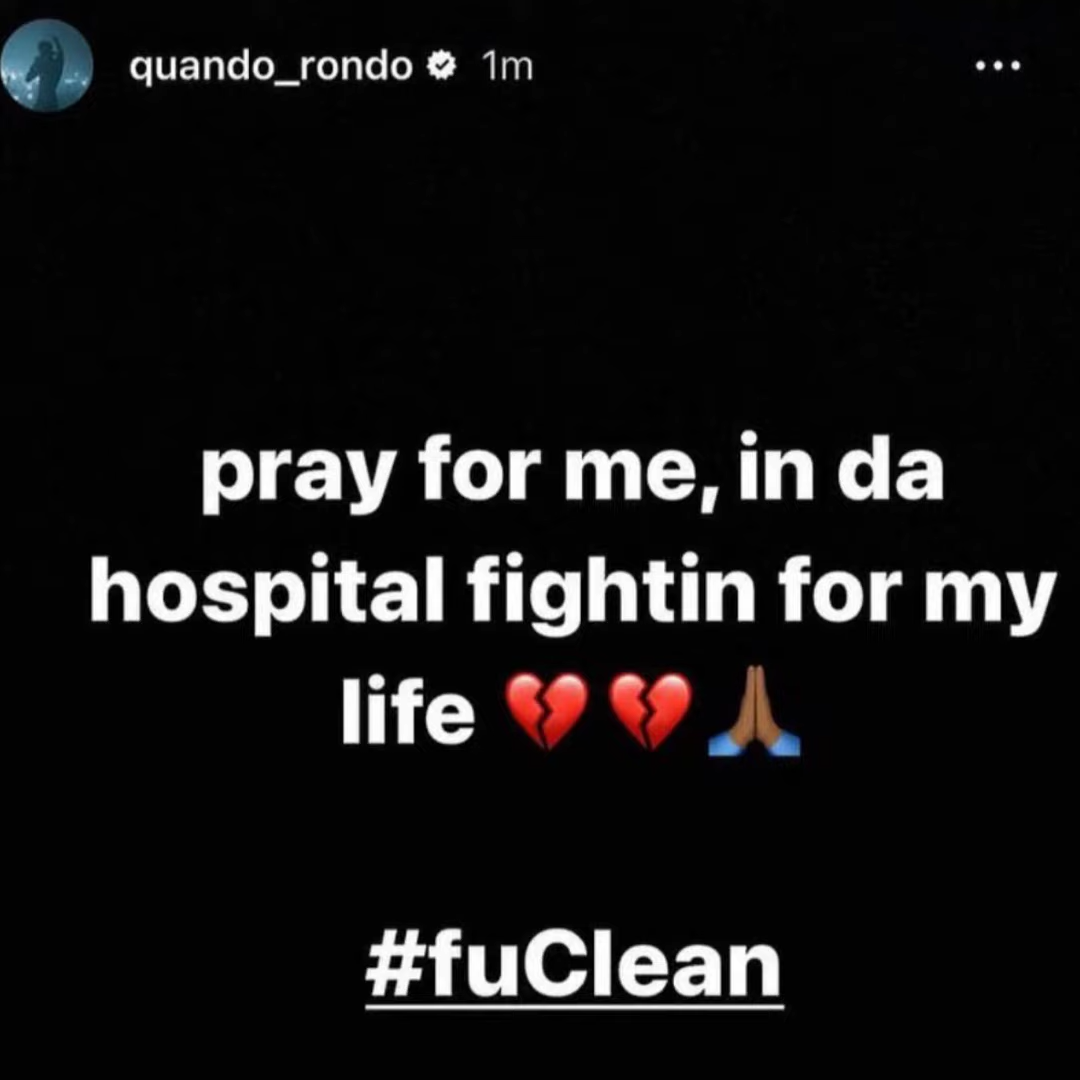 quando_rondo 1m
pray for me, in da
hospital fightin for my
life 💔💔🙏🏾
#fuClean